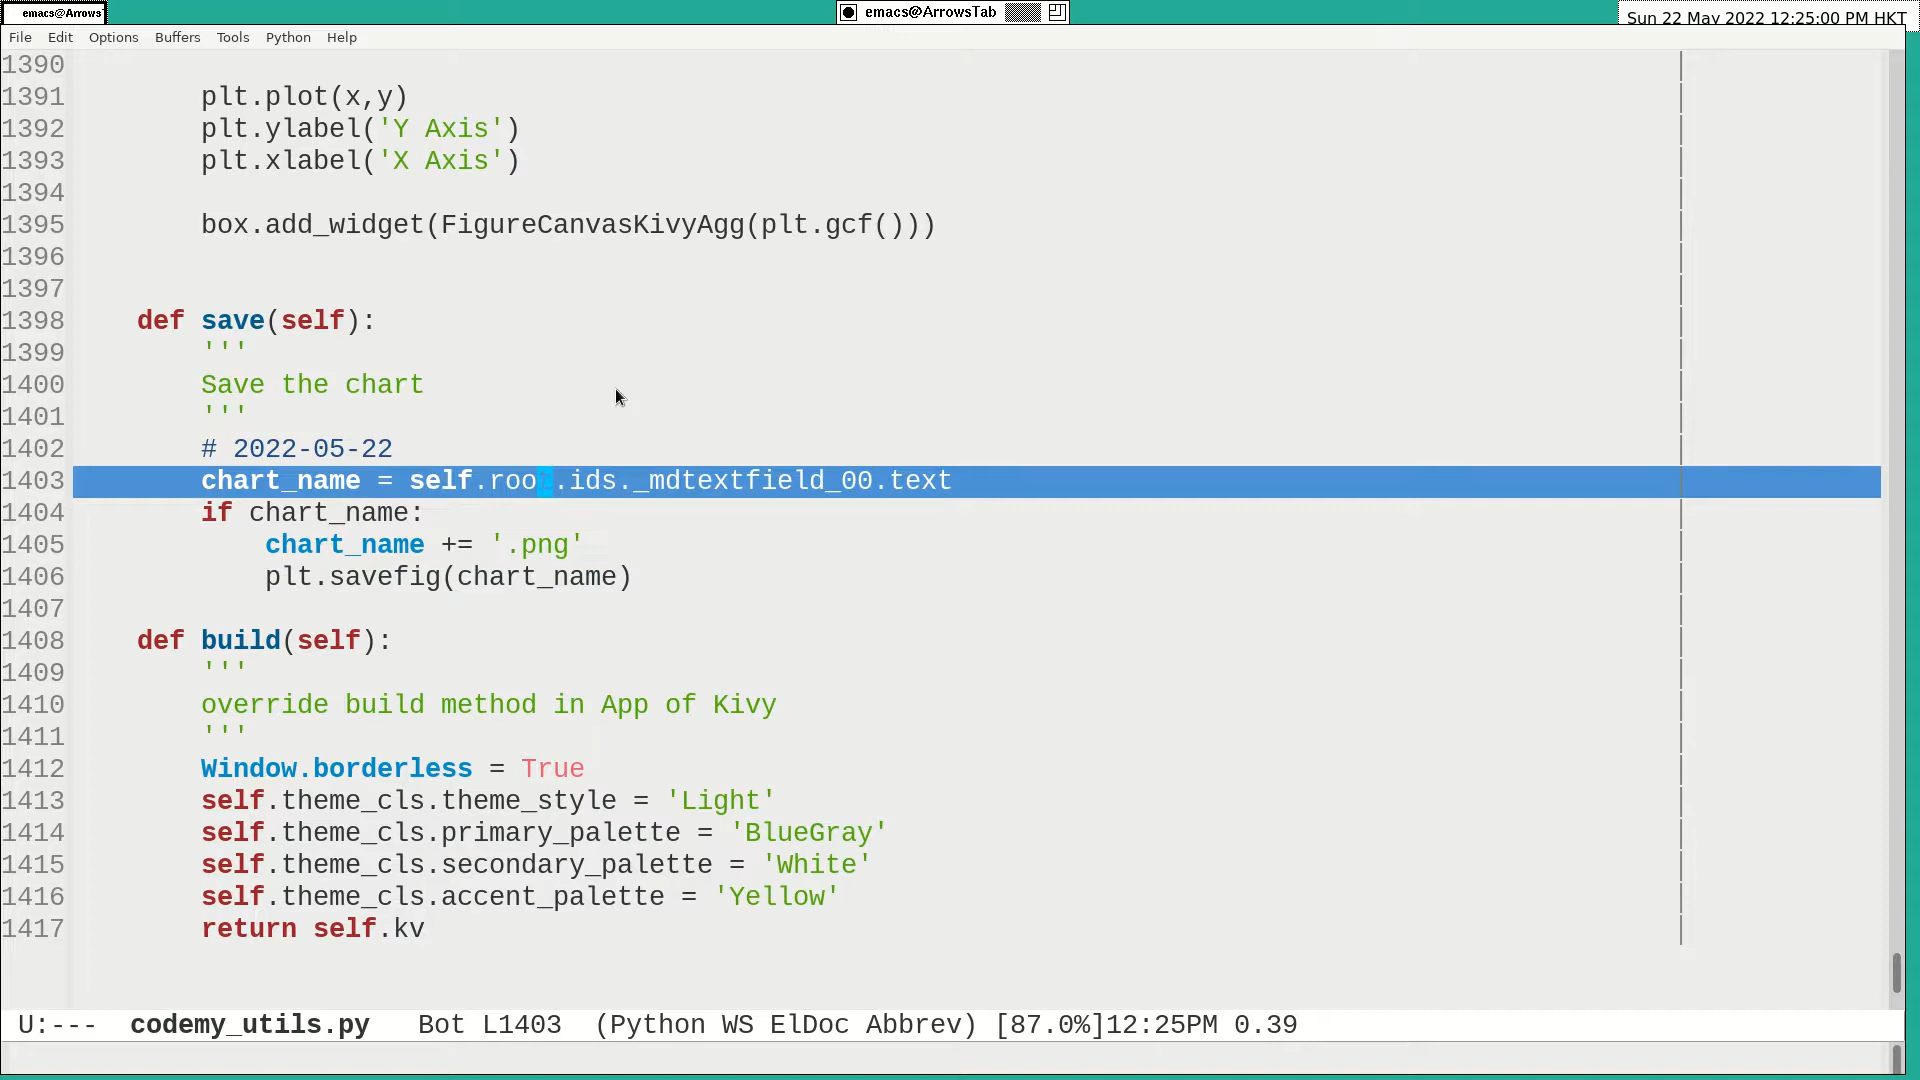 emacs@ArrowsT
emacs@ArrowsTab
Sun 22 May 2022 12:25:00 PM HKT
File Edit Options Buffers Tools Python Help
1390
1391 plt.plot(x,y)
1392 plt.ylabel('Y Axis')
1393 plt.xlabel('X Axis')
1394
1395 box.add_widget(FigureCanvasKivyAgg(plt.gcf()))
1396
1397
1398 def save(self):
1399 '''
1400 Save the chart
1401 '''
1402 # 2022-05-22
1403 chart_name = self.root.ids._mdtextfield_00.text
1404 if chart_name:
1405 chart_name += '.png'
1406 plt.savefig(chart_name)
1407
1408 def build(self):
1409 '''
1410 override build method in App of Kivy
1411 '''
1412 Window.borderless = True
1413 self.theme_cls.theme_style = 'Light'
1414 self.theme_cls.primary_palette = 'BlueGray'
1415 self.theme_cls.secondary_palette = 'White'
1416 self.theme_cls.accent_palette = 'Yellow'
1417 return self.kv
U:--- codemy_utils.py Bot L1403 (Python WS ElDoc Abbrev) [87.0%]12:25PM 0.39